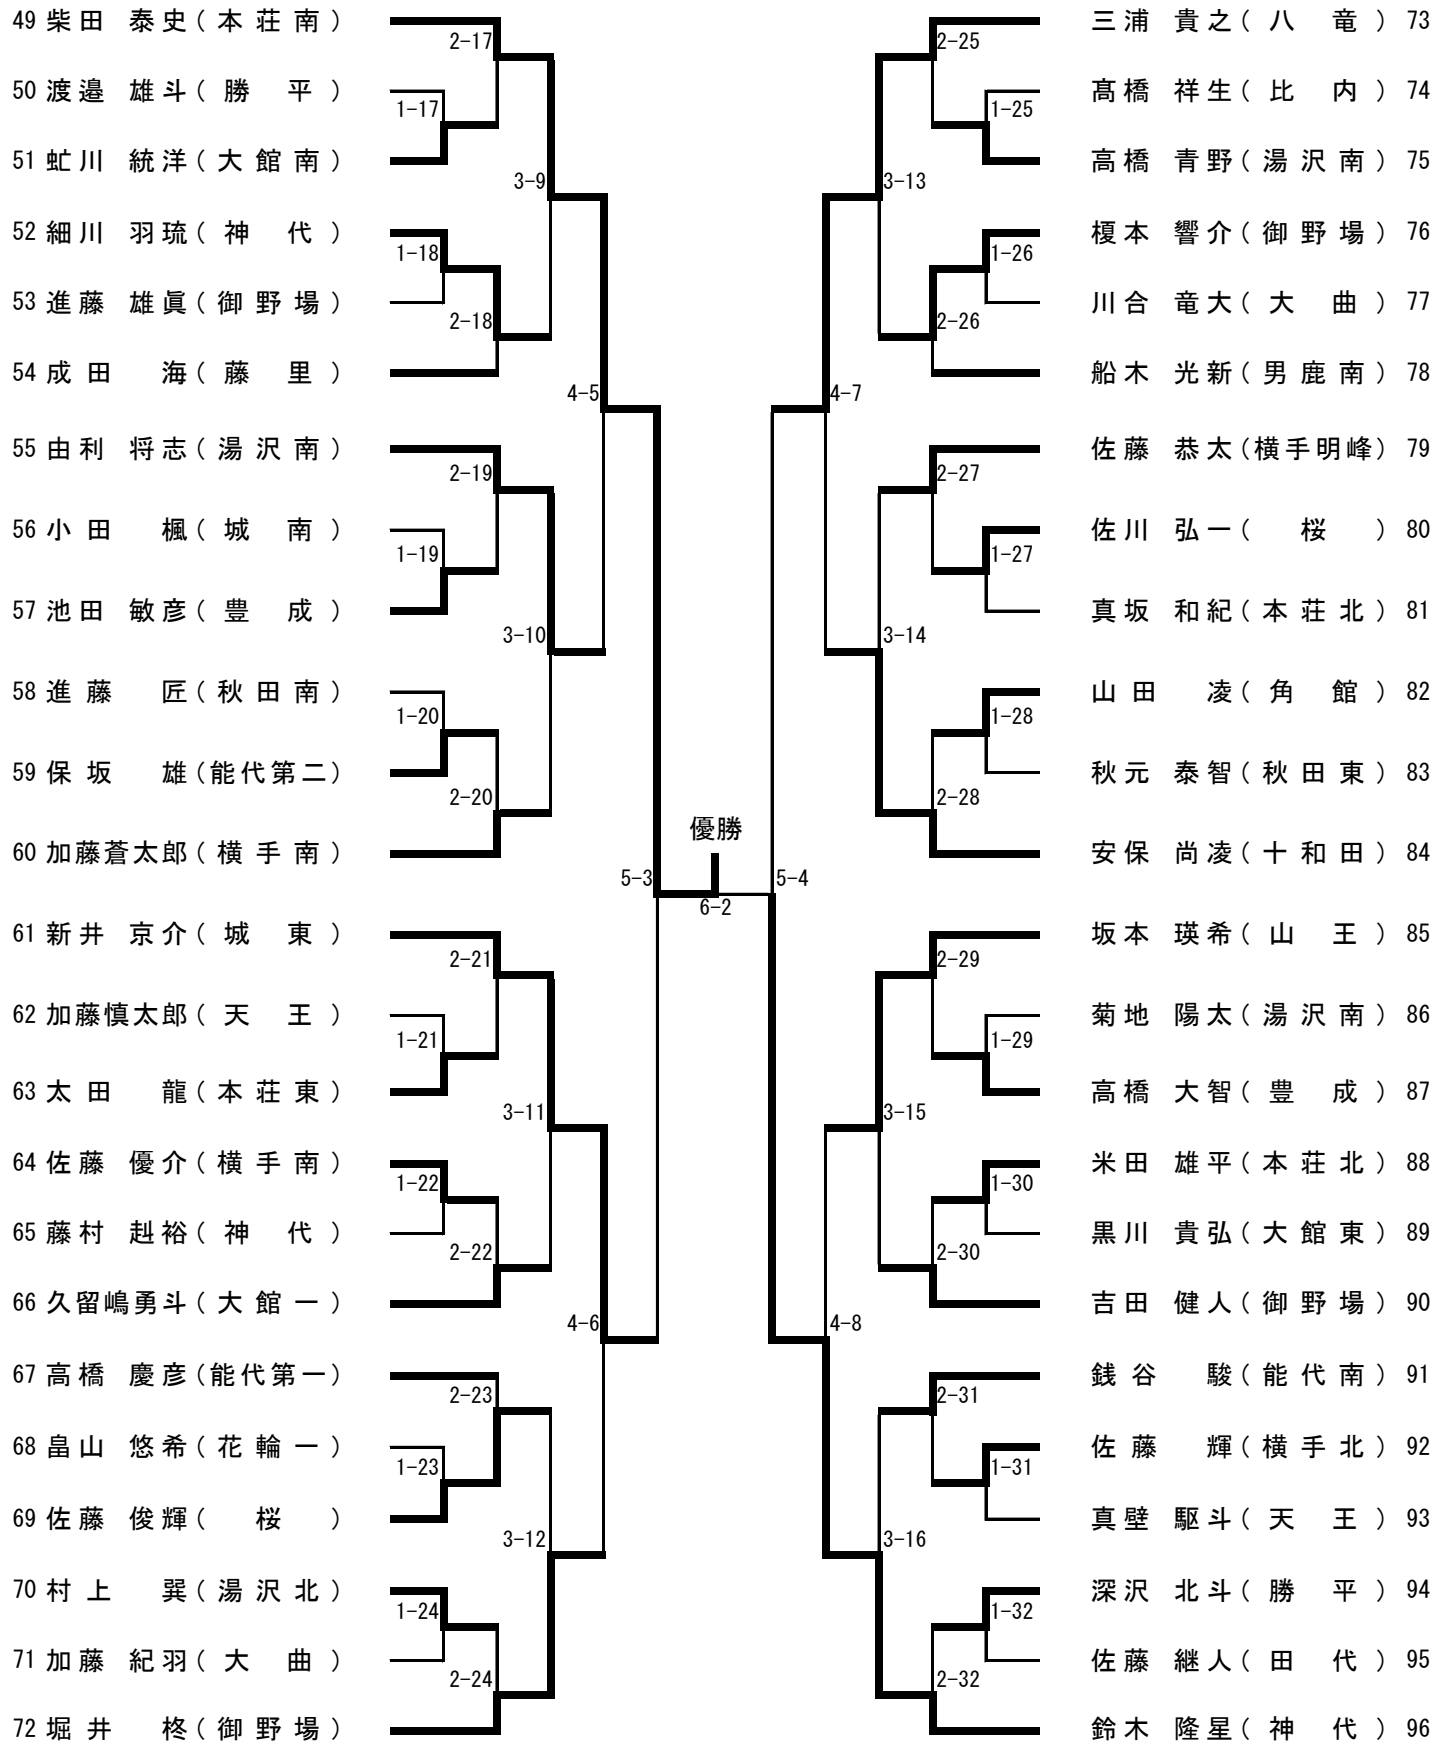 49 柴田 泰史(本荘南)
2-17
50 渡邉 雄斗(勝 平)
1-17
51 虻川 統洋(大館南)
3-9
52 細川 羽琉(神 代)
1-18
53 進藤 雄眞(御野場)
2-18
54 成田 海(藤 里)
4-5
55 由利 将志(湯沢南)
2-19
56 小田 楓(城 南)
1-19
57 池田 敏彦(豊 成)
3-10
58 進藤 匠(秋田南)
1-20
59 保坂 雄(能代第二)
2-20
60 加藤蒼太郎(横手南)
5-3
61 新井 京介(城 東)
2-21
62 加藤慎太郎(天 王)
1-21
63 太田 龍(本荘東)
3-11
64 佐藤 優介(横手南)
1-22
65 藤村 赳裕(神 代)
2-22
66 久留嶋勇斗(大館一)
4-6
67 高橋 慶彦(能代第一)
2-23
68 畠山 悠希(花輪一)
1-23
69 佐藤 俊輝(桜)
3-12
70 村上 巽(湯沢北)
1-24
71 加藤 紀羽(大 曲)
2-24
72 堀井 柊(御野場)
優勝
6-2
三浦 貴之(八 竜) 73
2-25
髙橋 祥生(比 内) 74
1-25
高橋 青野(湯沢南) 75
3-13
榎本 響介(御野場) 76
1-26
川合 竜大(大 曲) 77
2-26
船木 光新(男鹿南) 78
4-7
佐藤 恭太(横手明峰) 79
2-27
佐川 弘一(桜) 80
1-27
真坂 和紀(本荘北) 81
3-14
山田 凌(角 館) 82
1-28
秋元 泰智(秋田東) 83
2-28
安保 尚凌(十和田) 84
5-4
坂本 瑛希(山 王) 85
2-29
菊地 陽太(湯沢南) 86
1-29
高橋 大智(豊 成) 87
3-15
米田 雄平(本荘北) 88
1-30
黒川 貴弘(大館東) 89
2-30
吉田 健人(御野場) 90
4-8
銭谷 駿(能代南) 91
2-31
佐藤 輝(横手北) 92
1-31
真壁 駆斗(天 王) 93
3-16
深沢 北斗(勝 平) 94
1-32
佐藤 継人(田 代) 95
2-32
鈴木 隆星(神 代) 96